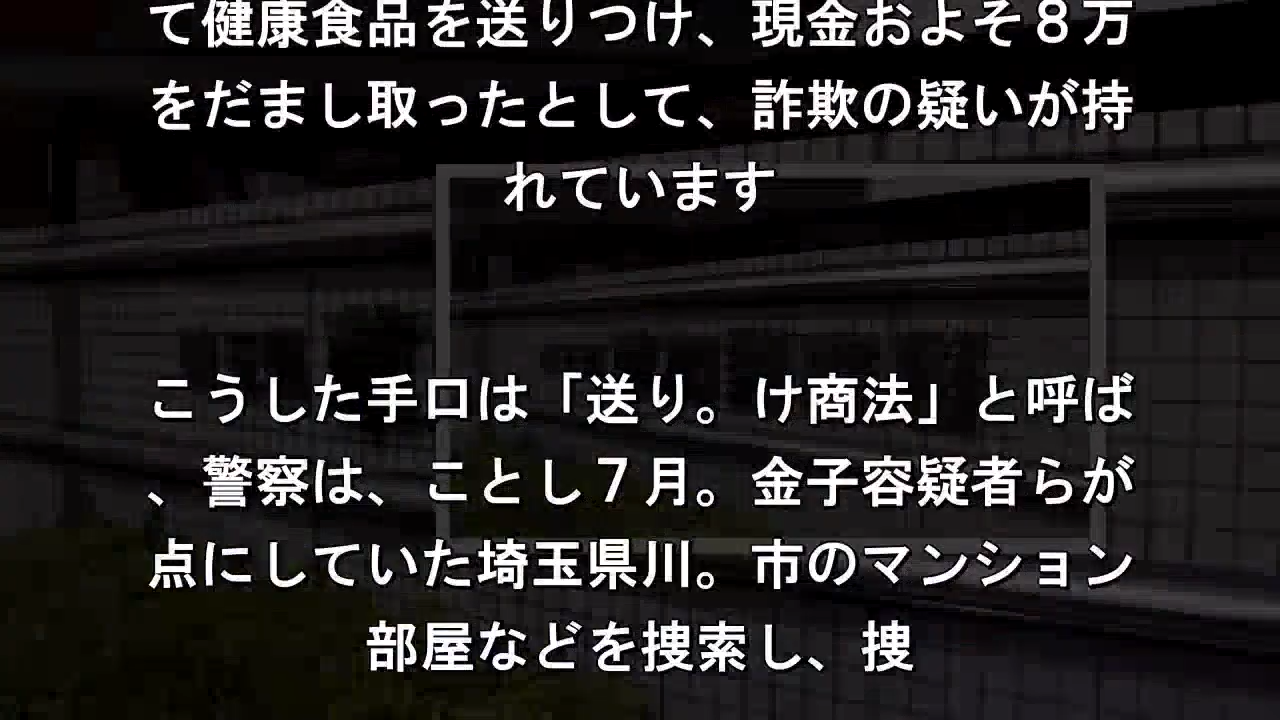 て健康食品を送りつけ、現金およそ８万
をだまし取ったとして、詐欺の疑いが持
れています
こうした手口は「送り。け商法」と呼ば
、警察は、ことし７月。金子容疑者らが
点にしていた埼玉県川。市のマンション
部屋などを捜索し、捜